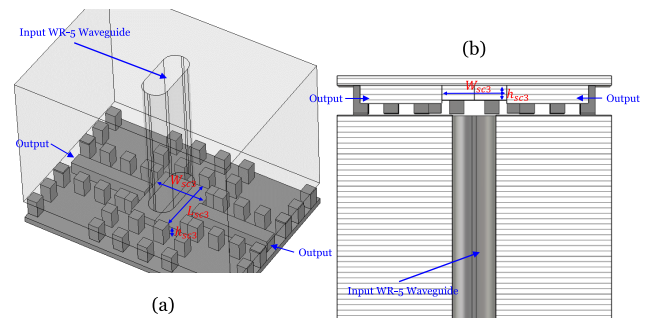 Input WR-5 Waveguide
Output
W_sc3
L_sc3
h_sc3
Output
(a)
(b)
W_sc3
h_sc3
Output
Output
Input WR-5 Waveguide